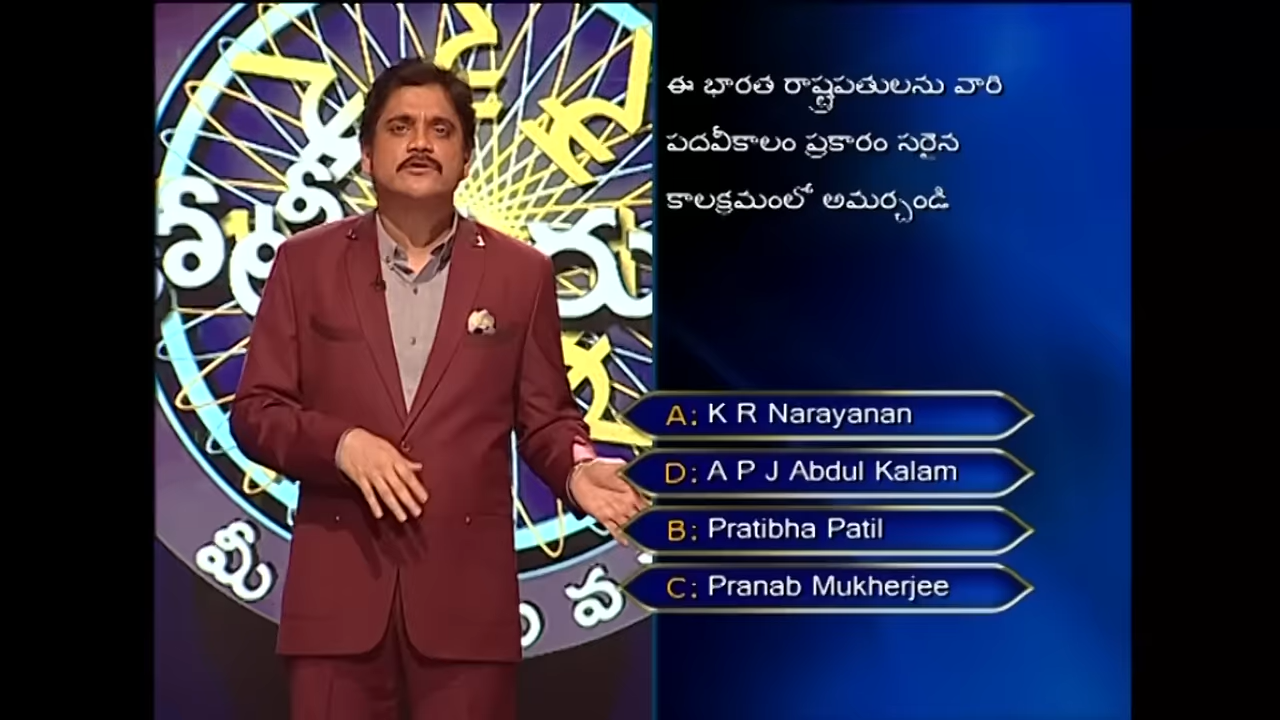 ఈ భారత రాష్ట్రపతులను వారి
పదవీకాలం ప్రకారం సరైన
కాలక్రమంలో అమర్చండి
A: K R Narayanan
D: A P J Abdul Kalam
B: Pratibha Patil
C: Pranab Mukherjee
మీ